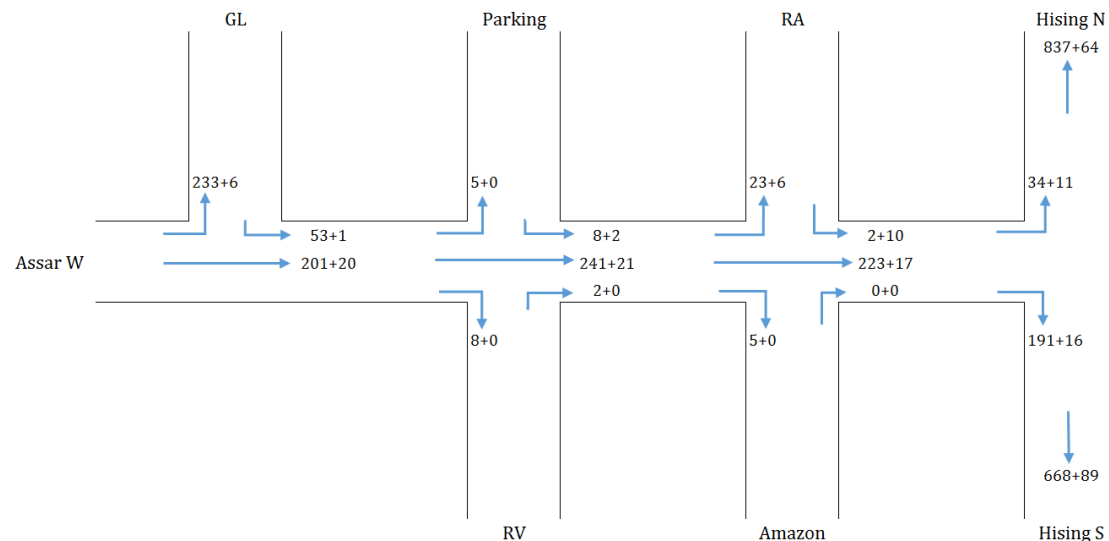 GL
Parking
RA
Hising N
837+64
233+6
5+0
23+6
34+11
53+1
8+2
2+10
Assar W
201+20
241+21
223+17
2+0
0+0
8+0
5+0
191+16
668+89
RV
Amazon
Hising S